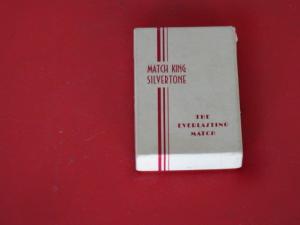 MATCH KING
SILVERTONE
THE
EVERLASTING
MATCH